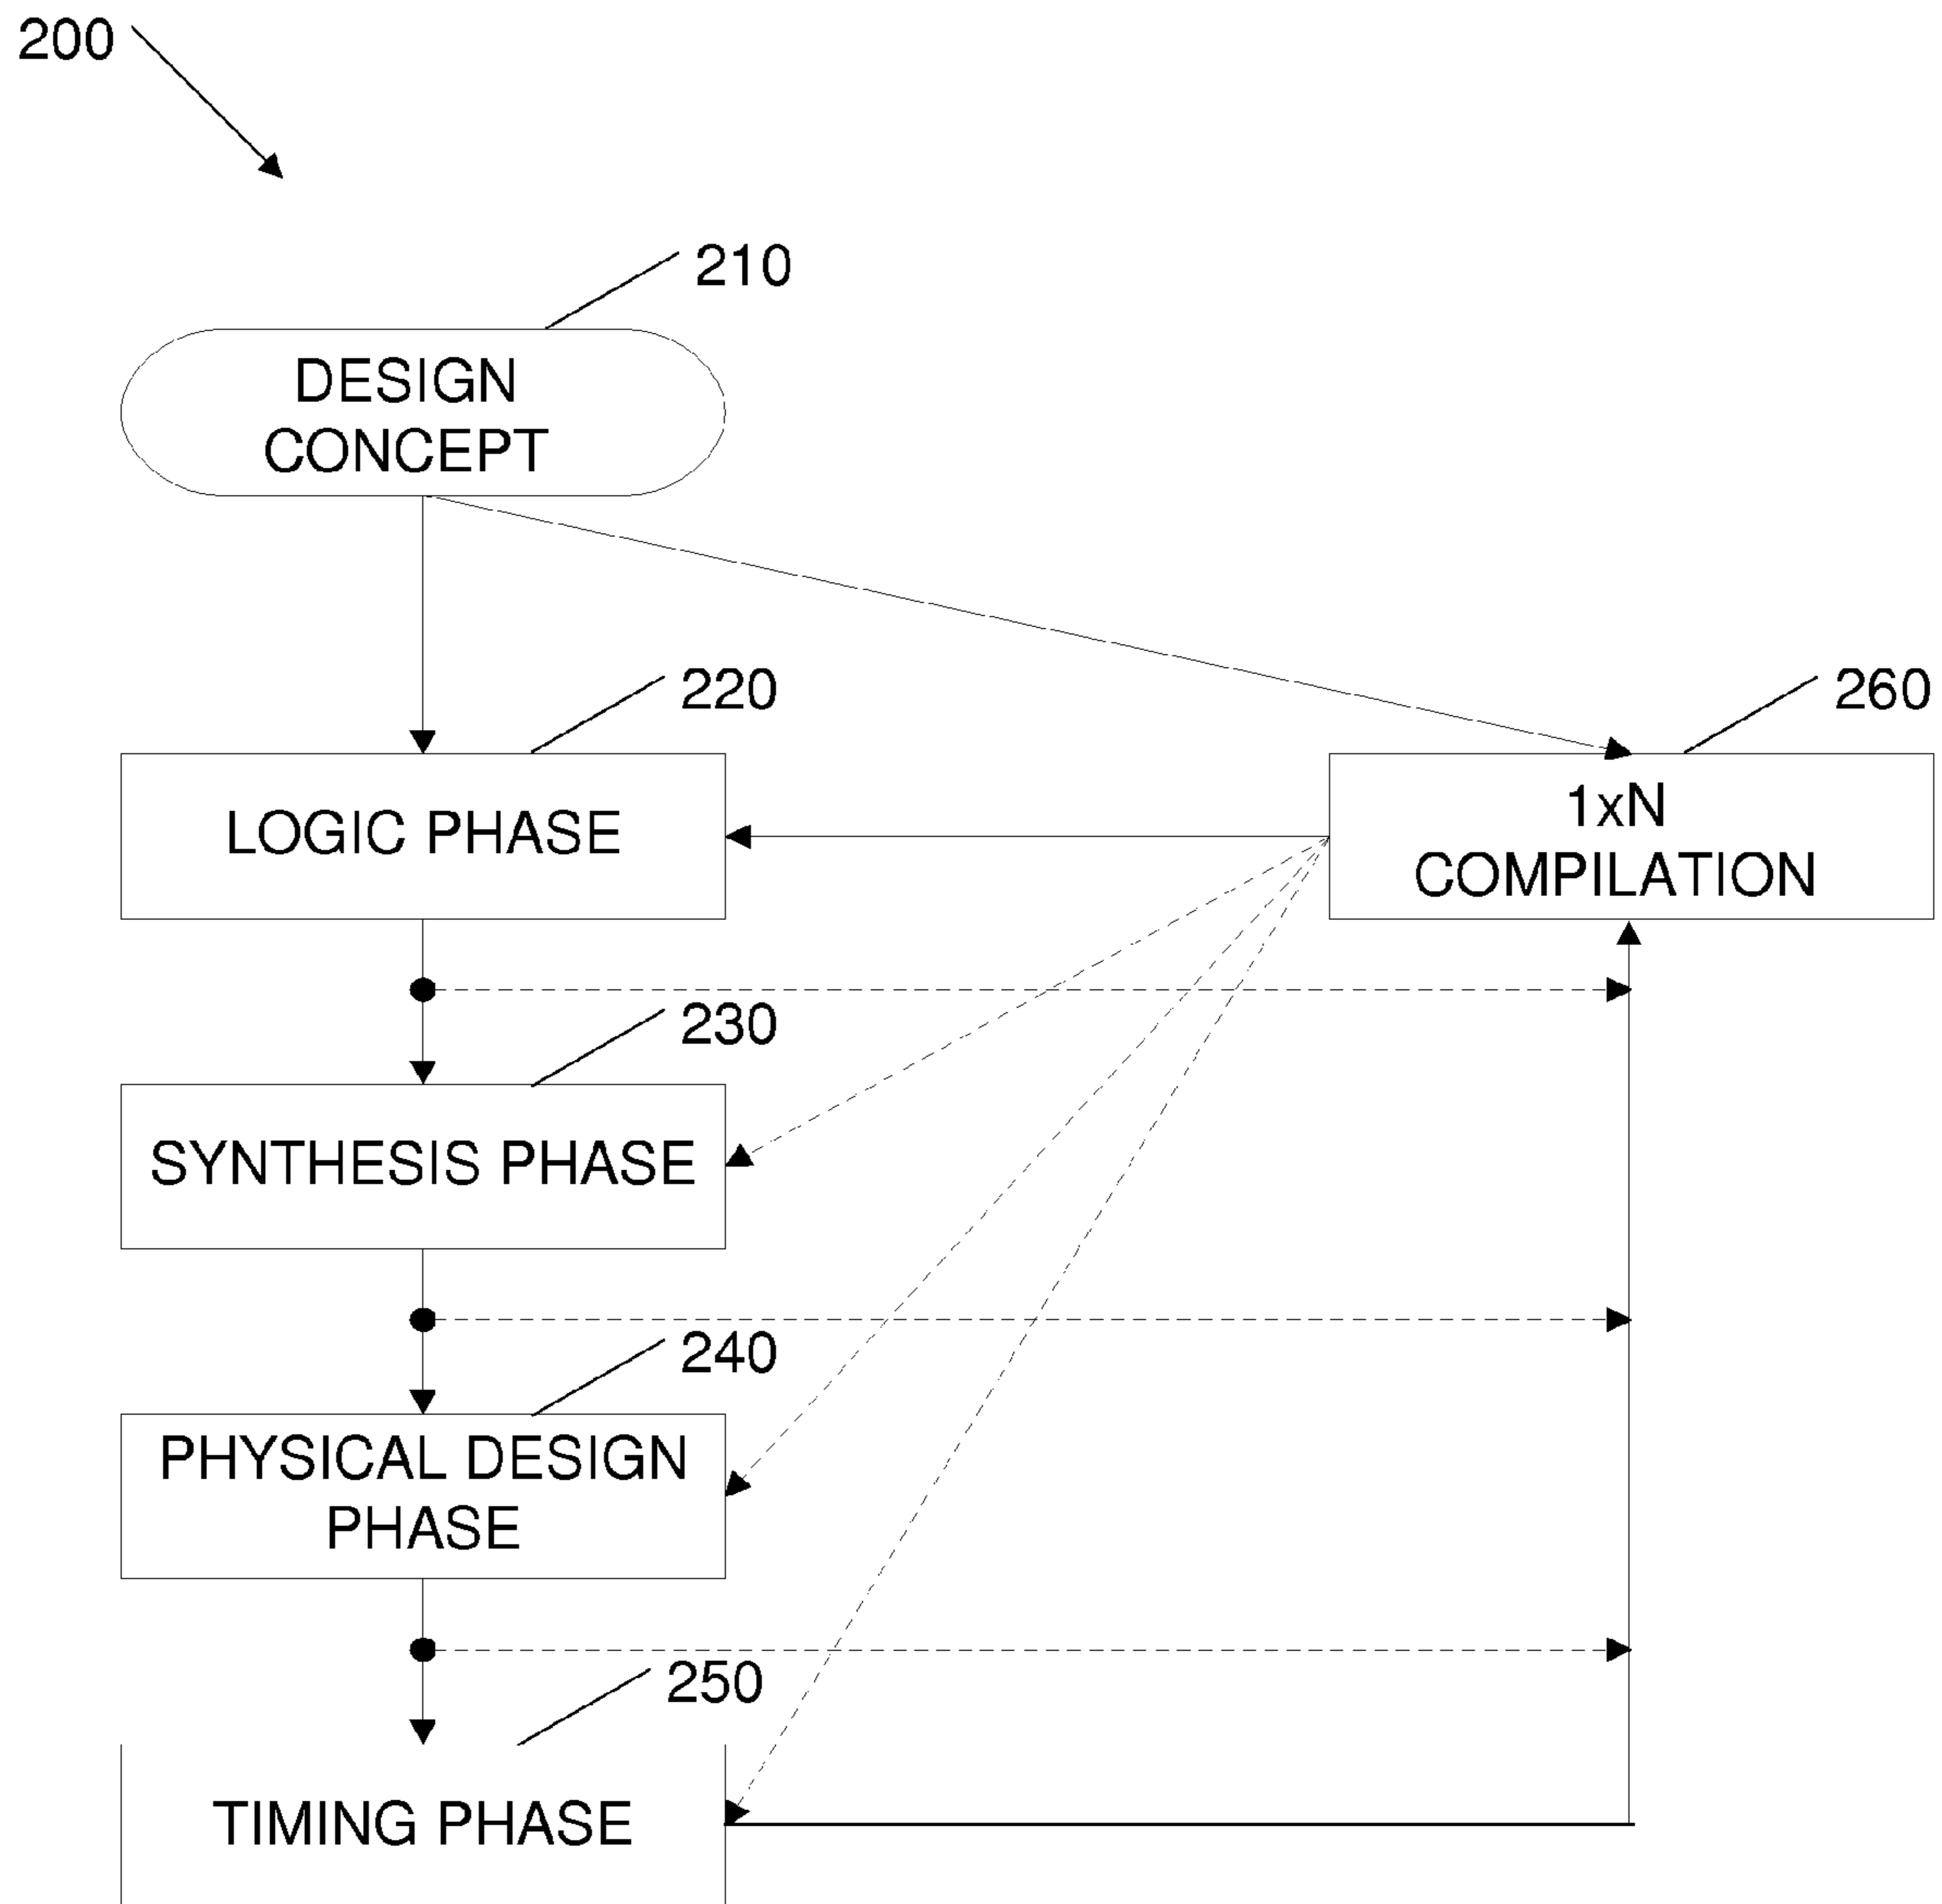 200
210
DESIGN
CONCEPT
220
260
LOGIC PHASE
1xN
COMPILATION
230
SYNTHESIS PHASE
240
PHYSICAL DESIGN
PHASE
250
TIMING PHASE